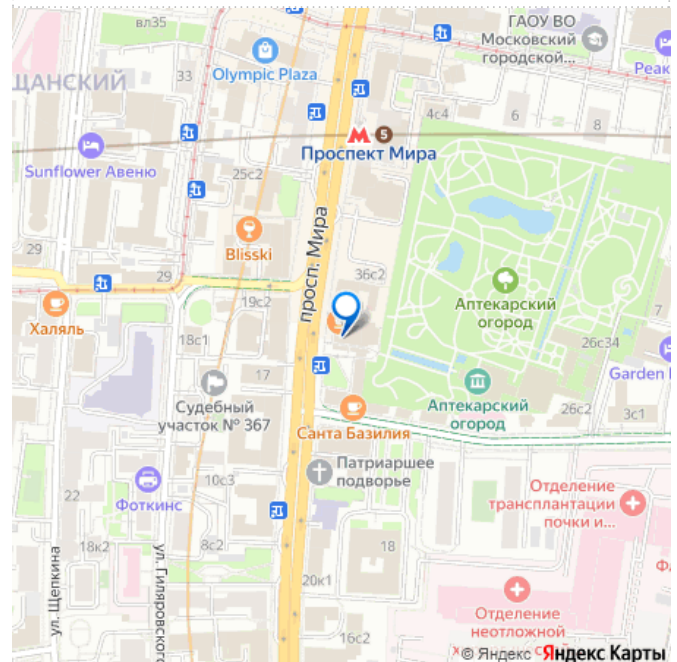 вл35
ГАОУ ВО
Московский
городской...
33
Olympic Plaza
Реак
ЩАНСКИЙ
4с4
6
8
5
Проспект Мира
Sunflower Авеню
25с2
просп. Мира
Blisski
29
29
36с2
19с2
Аптекарский
огород
Халяль
7
18с1
26с34
17
Garden
Судебный
участок № 367
Аптекарский
огород
26с2
3с1
Санта Базилия
Патриаршее
подворье
10с3
Отделение
трансплантации
почки и...
22
Фоткинс
18к2
8с2
18
ул. Щепкина
ул. Гиляровского
20к1
Отделение
неотложной
16с2
© Яндекс Яндекс Карты